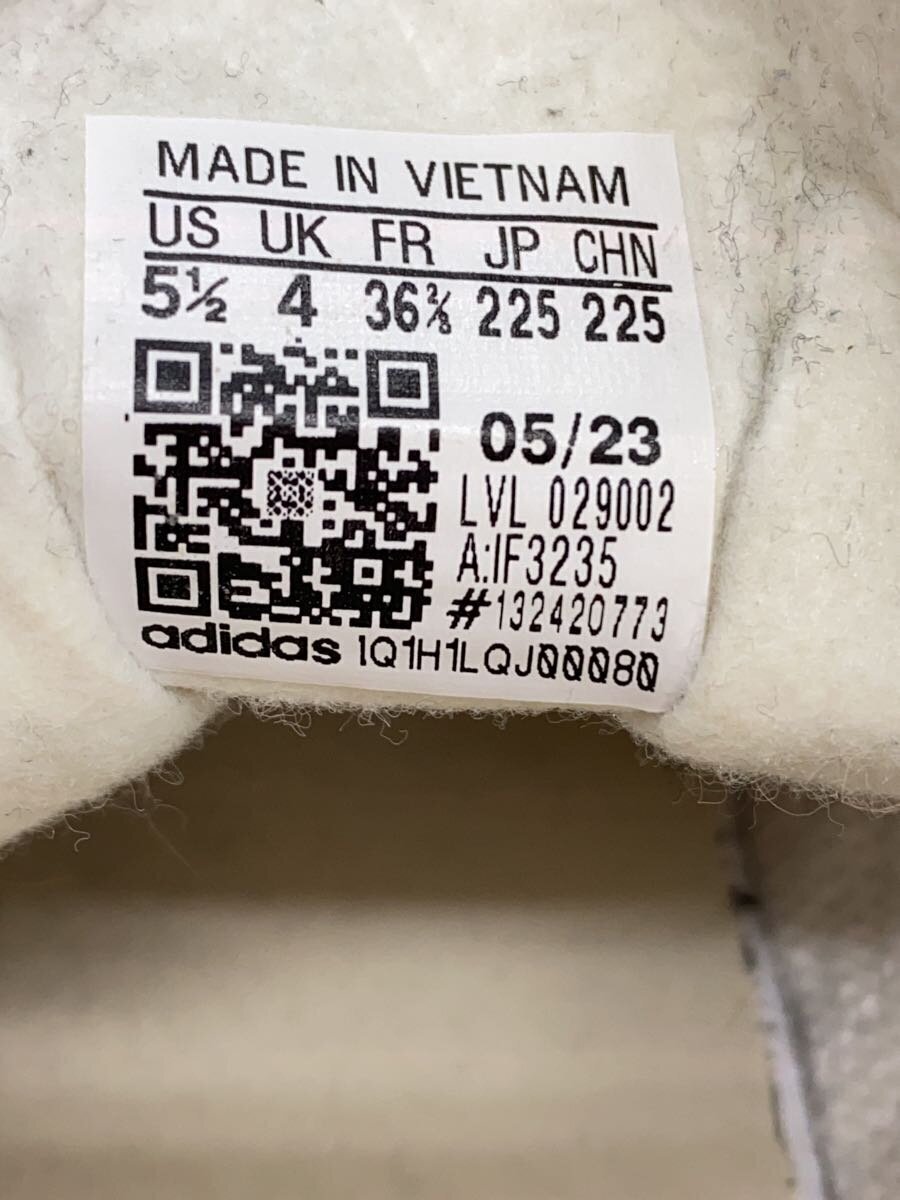 MADE IN VIETNAM
US UK FR JP CHN
5½ 4 36⅔ 225 225
05/23
LVL 029002
A:IF3235
#132420773
adidas 1Q1H1LQJ00080